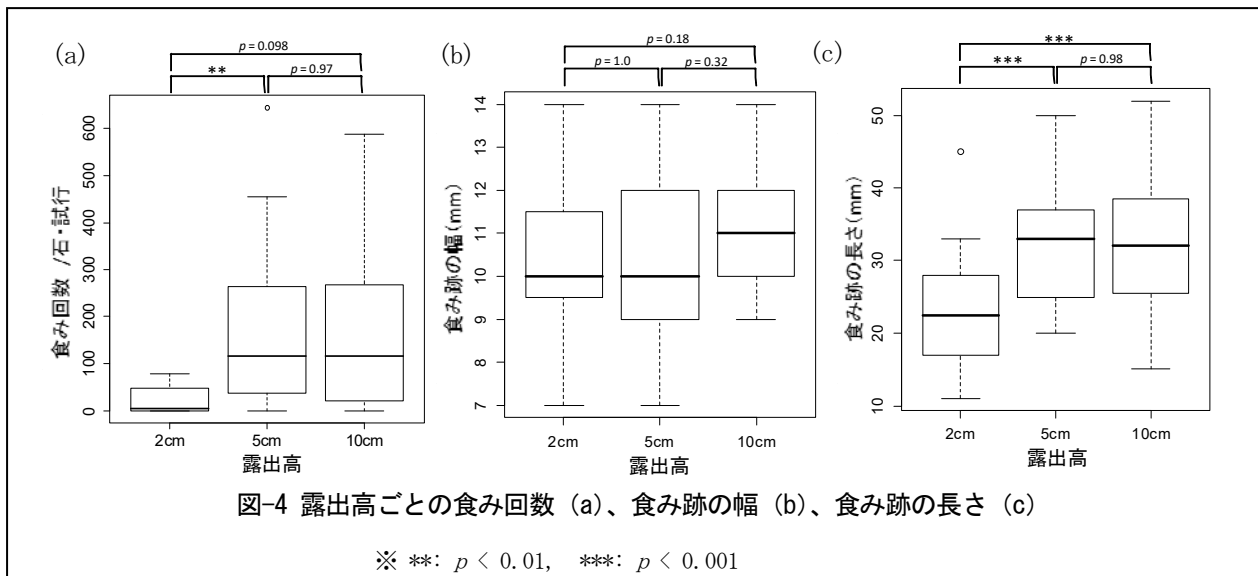 (a)
p = 0.098
**
p = 0.97
食み回数 /石・試行
600
500
400
300
200
100
0
2cm
5cm
10cm
露出高
(b)
p = 0.18
p = 1.0
p = 0.32
食み跡の幅(mm)
14
13
12
11
10
9
8
7
2cm
5cm
10cm
露出高
(c)
***
***
p = 0.98
食み跡の長さ(mm)
50
40
30
20
10
2cm
5cm
10cm
露出高
図-4 露出高ごとの食み回数 (a)、食み跡の幅 (b)、食み跡の長さ (c)
※ **: p < 0.01, ***: p < 0.001